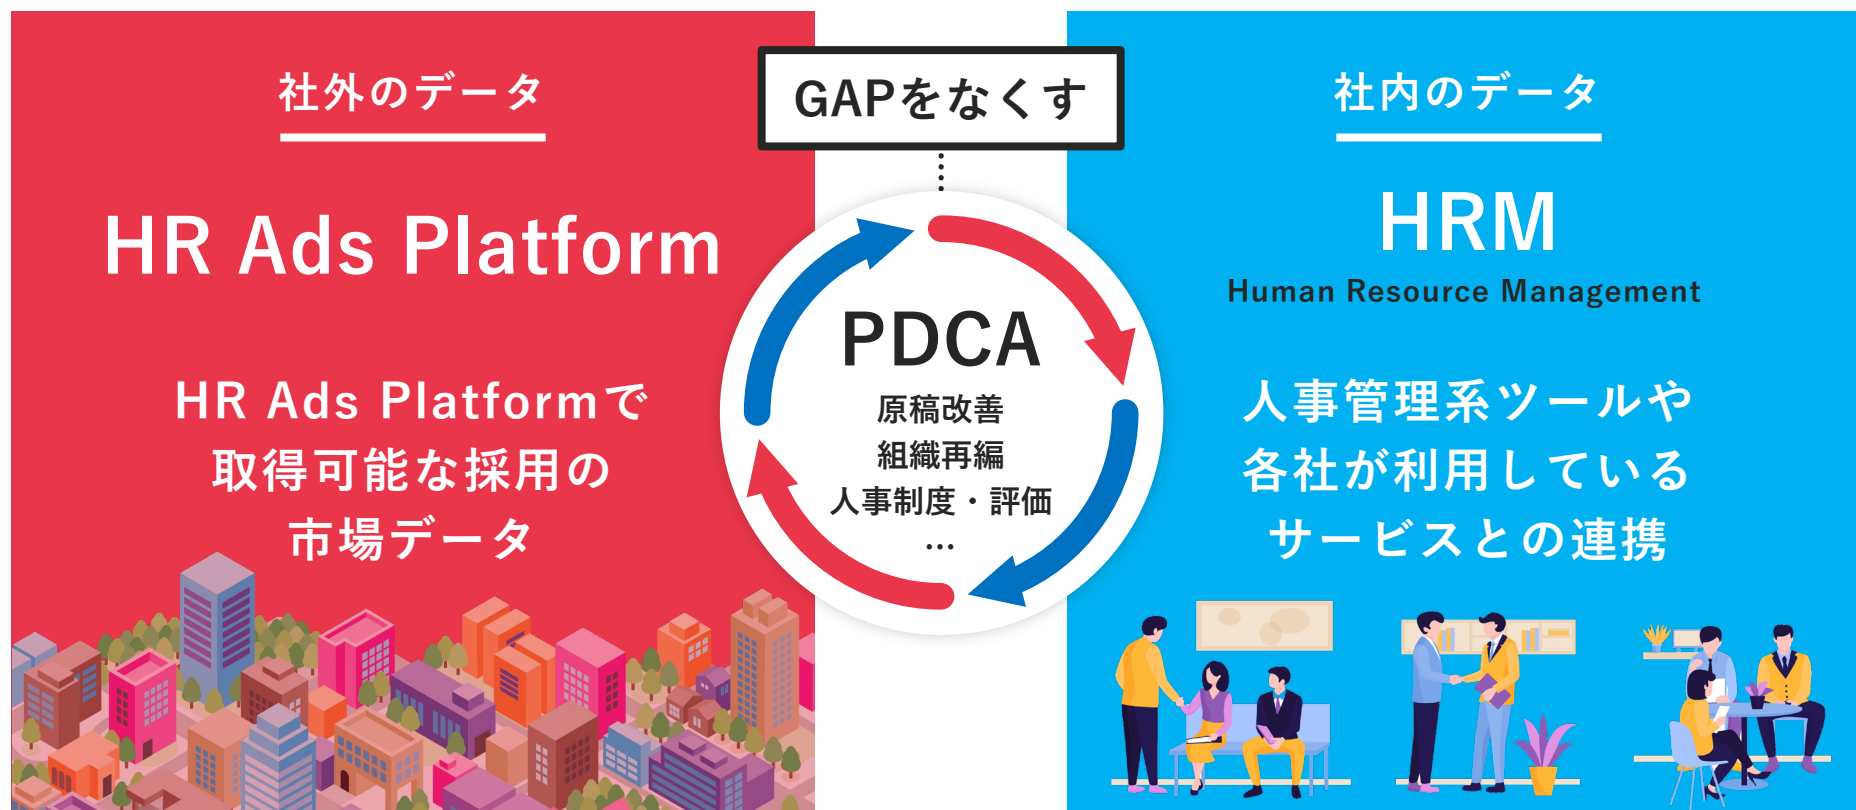 社外のデータ
HR Ads Platform
HR Ads Platformで
取得可能な採用の
市場データ
GAPをなくす
PDCA
原稿改善
組織再編
人事制度・評価
…
社内のデータ
HRM
Human Resource Management
人事管理系ツールや
各社が利用している
サービスとの連携